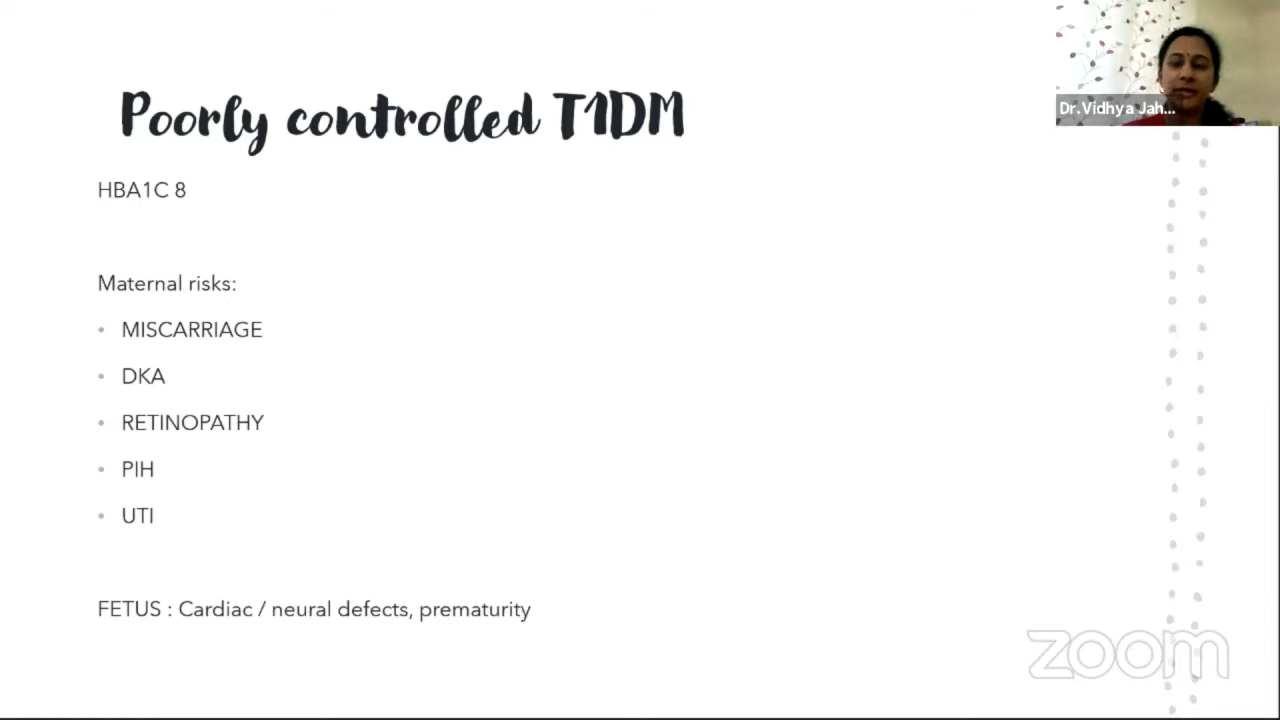 Poorly controlled T1DM
Dr.Vidhya Jah...
HBA1C 8
Maternal risks:
• MISCARRIAGE
• DKA
• RETINOPATHY
• PIH
• UTI
FETUS : Cardiac / neural defects, prematurity
zoom